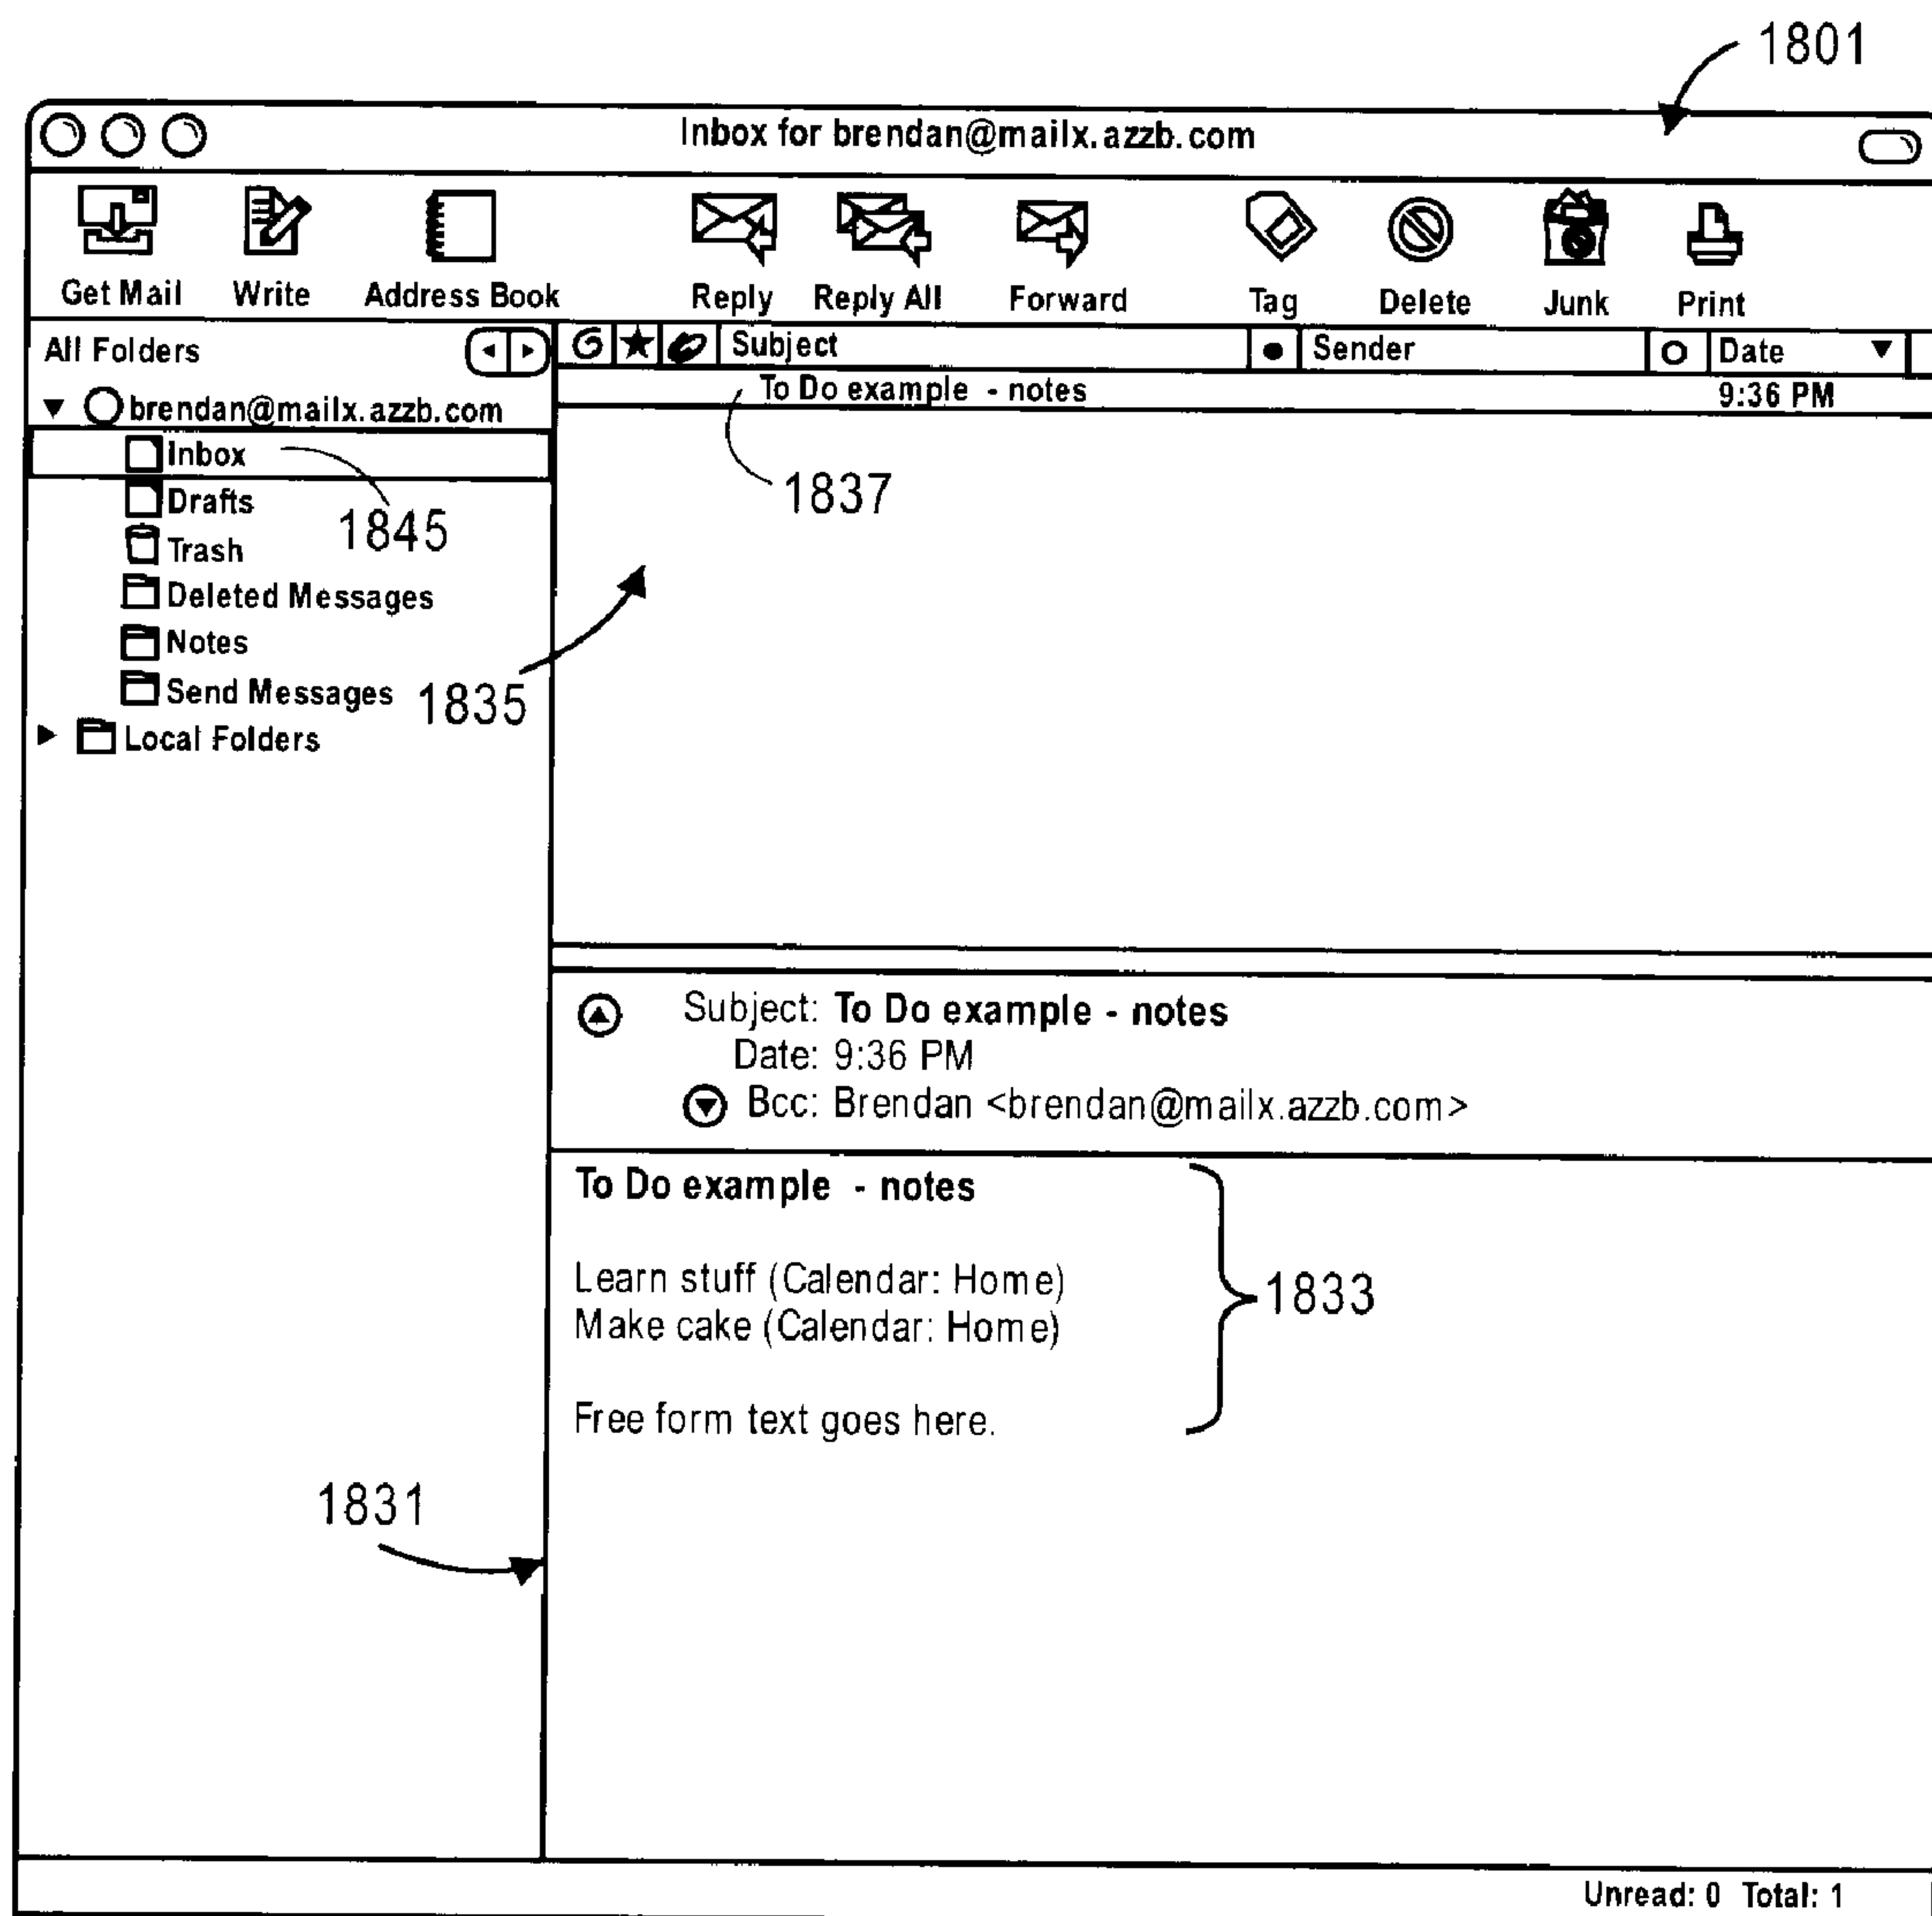 1801
Inbox for brendan@mailx.azzb.com
Get Mail Write Address Book Reply Reply All Forward Tag Delete Junk Print
All Folders
Subject Sender Date
To Do example - notes 9:36 PM
brendan@mailx.azzb.com
Inbox
1837
Drafts
1845
Trash
Deleted Messages
Notes
Send Messages
1835
Local Folders
Subject: To Do example - notes
Date: 9:36 PM
Bcc: Brendan <brendan@mailx.azzb.com>
To Do example - notes
Learn stuff (Calendar: Home)
1833
Make cake (Calendar: Home)
Free form text goes here.
1831
Unread: 0 Total: 1